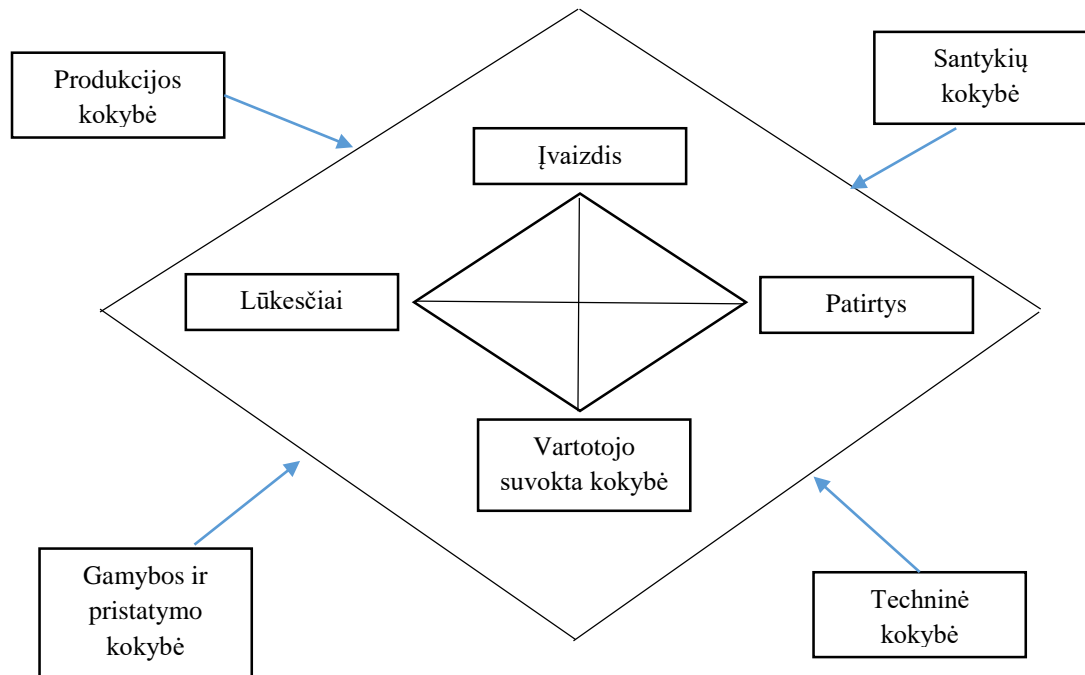 Produkcijos
kokybė
Santykių
kokybė
Įvaizdis
Lūkesčiai
Patirtys
Vartotojo
suvokta kokybė
Gamybos ir
pristatymo
kokybė
Techninė
kokybė